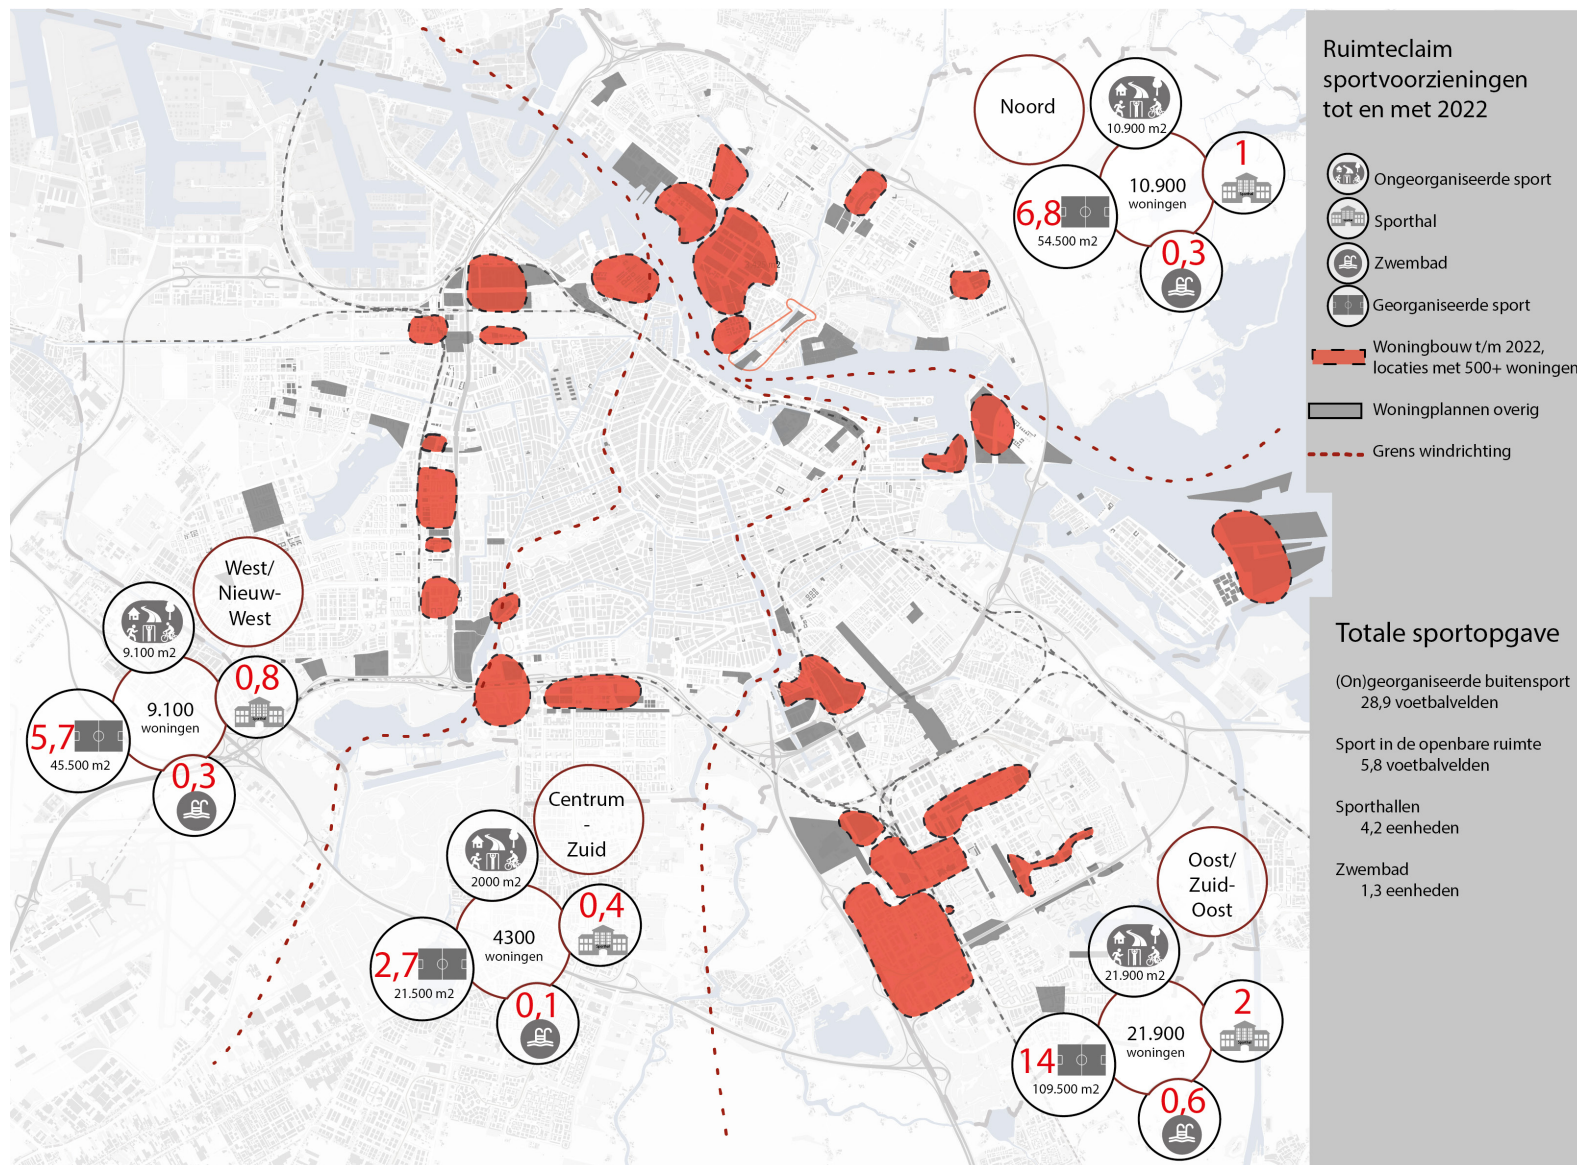 Ruimteclaim
sportvoorzieningen
tot en met 2022
Ongeorganiseerde sport
Sporthal
Zwembad
Georganiseerde sport
Woningbouw t/m 2022,
locaties met 500+ woningen
Woningplannen overig
Grens windrichting
Totale sportopgave
(On)georganiseerde buitensport
28,9 voetbalvelden
Sport in de openbare ruimte
5,8 voetbalvelden
Sporthallen
4,2 eenheden
Zwembad
1,3 eenheden
Noord
10.900 m2
1
10.900
woningen
6,8
54.500 m2
0,3
West/
Nieuw-
West
9.100 m2
0,8
9.100
woningen
5,7
45.500 m2
0,3
Centrum
-
Zuid
2000 m2
0,4
4300
woningen
2,7
21.500 m2
0,1
Oost/
Zuid-
Oost
21.900 m2
2
21.900
woningen
14
109.500 m2
0,6